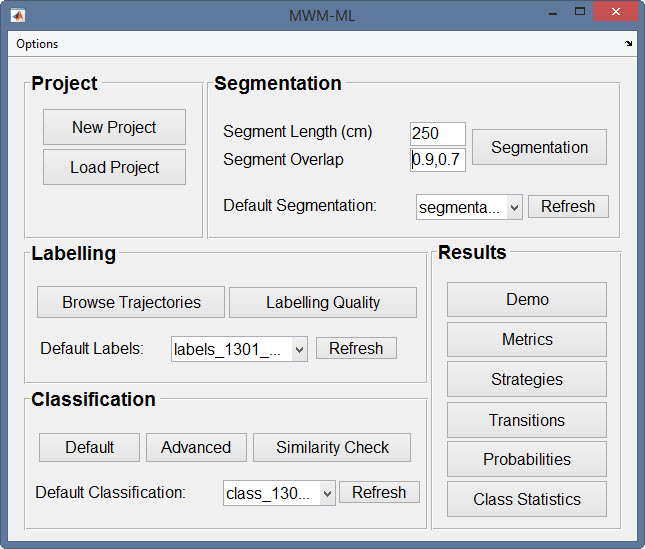 MWM-ML
Options
Project
New Project
Load Project
Segmentation
Segment Length (cm) 250
Segment Overlap 0.9,0.7
Segmentation
Default Segmentation: segmenta... Refresh
Labelling
Browse Trajectories Labelling Quality
Default Labels: labels_1301_... Refresh
Classification
Default Advanced Similarity Check
Default Classification: class_130... Refresh
Results
Demo
Metrics
Strategies
Transitions
Probabilities
Class Statistics